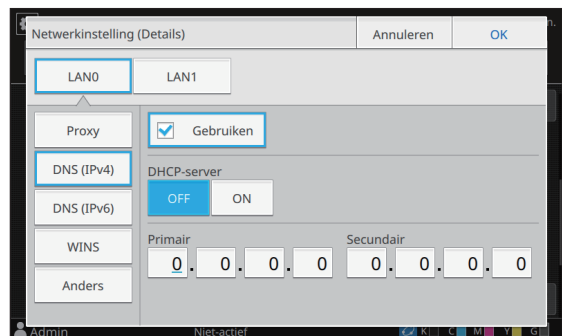 n.
Netwerkinstelling (Details) Annuleren OK
LAN0 LAN1
Proxy
DNS (IPv4)
DNS (IPv6)
WINS
Anders
Gebruiken
DHCP-server
OFF ON
Primair Secundair
0. 0. 0. 0 0. 0. 0. 0
Admin Niet-actief K C M Y G